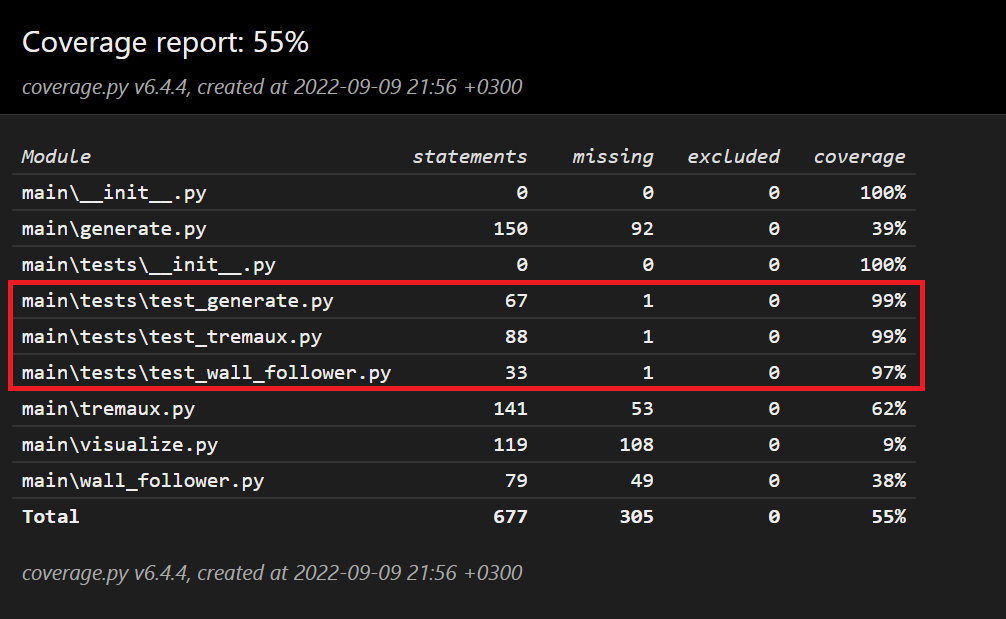 Coverage report: 55%
coverage.py v6.4.4, created at 2022-09-09 21:56 +0300
Module statements missing excluded coverage
main\__init__.py 0 0 0 100%
main\generate.py 150 92 0 39%
main\tests\__init__.py 0 0 0 100%
main\tests\test_generate.py 67 1 0 99%
main\tests\test_tremaux.py 88 1 0 99%
main\tests\test_wall_follower.py 33 1 0 97%
main\tremaux.py 141 53 0 62%
main\visualize.py 119 108 0 9%
main\wall_follower.py 79 49 0 38%
Total 677 305 0 55%
coverage.py v6.4.4, created at 2022-09-09 21:56 +0300